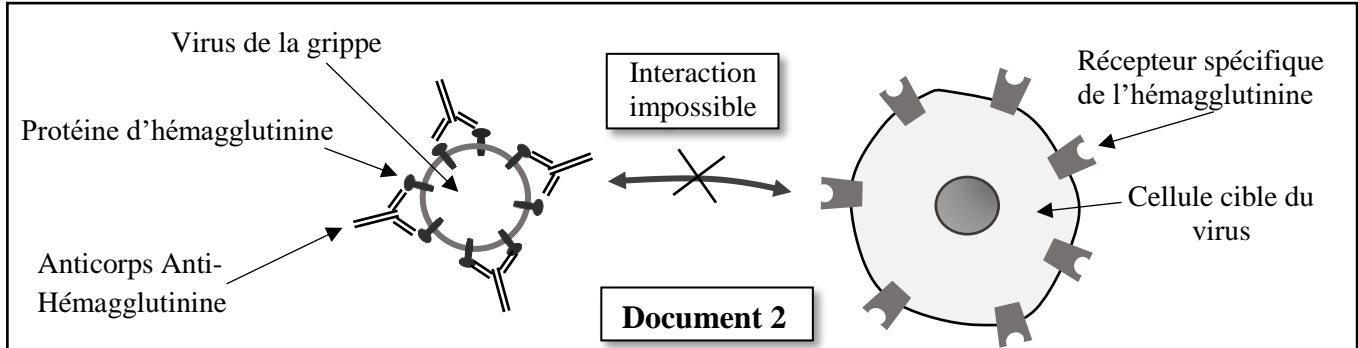 Virus de la grippe
Protéine d’hémagglutinine
Anticorps Anti-
Hémagglutinine
Interaction
impossible
Document 2
Récepteur spécifique
de l’hémagglutinine
Cellule cible du
virus